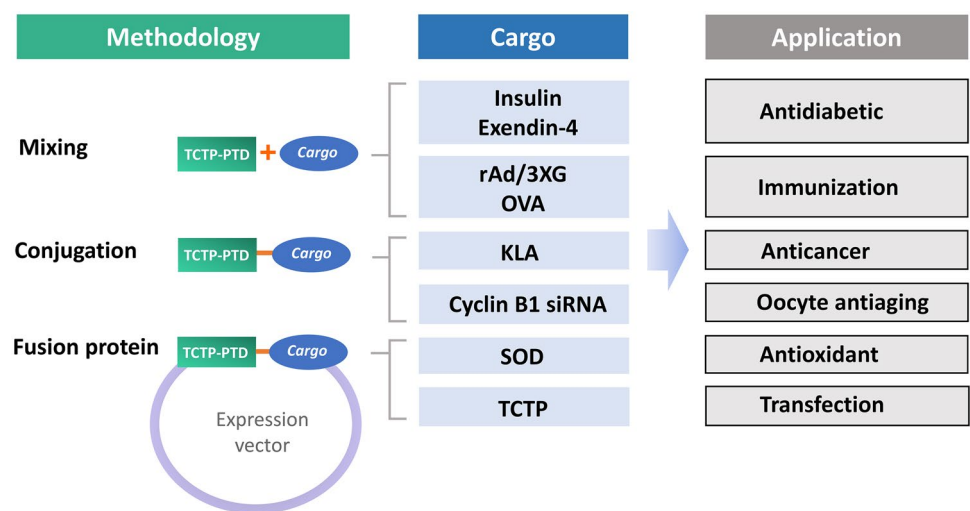 Methodology
Cargo
Application
Mixing
TCTP-PTD + Cargo
Insulin
Exendin-4
rAd/3XG
OVA
Antidiabetic
Immunization
Conjugation
TCTP-PTD Cargo
KLA
Cyclin B1 siRNA
Anticancer
Oocyte antiaging
Fusion protein
TCTP-PTD Cargo
Expression
vector
SOD
TCTP
Antioxidant
Transfection